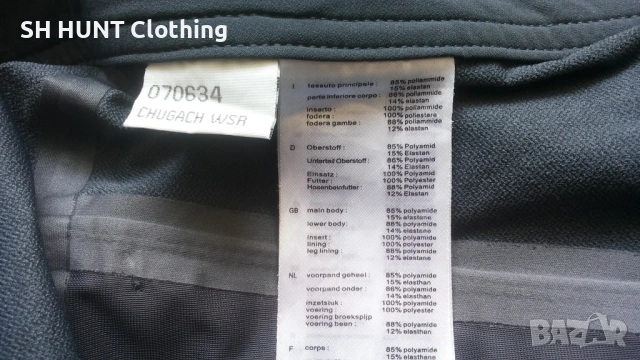 SH HUNT Clothing
070634
CHUGACH WSR
I tessuto principale : 85% poliammide
15% elastan
parte inferiore corpo : 86% poliammide
14% elastan
inserto : 100% poliammide
fodera : 100% poliestere
fodera gambe : 88% poliammide
12% elastan
D Oberstoff : 85% Polyamid
15% Elastan
Unterteil Oberstoff : 86% Polyamid
14% Elastan
Einsatz : 100% Polyamid
Futter : 100% Polyester
Hosenbeinfutter : 88% Polyamid
12% Elastan
GB main body : 85% polyamide
15% elastane
lower body : 86% polyamide
14% elastane
insert : 100% polyamide
lining : 100% polyester
leg lining : 88% polyamide
12% elastane
NL voorpand geheel : 85% polyamide
15% elasthan
voorpand onder : 86% polyamide
14% elasthan
inzetsluk : 100% polyamide
voering : 100% polyester
voering broekspijp
voering been : 88% polyamide
12% elasthan
F corps : 85% polyamide
15% elasthane
BAZAR